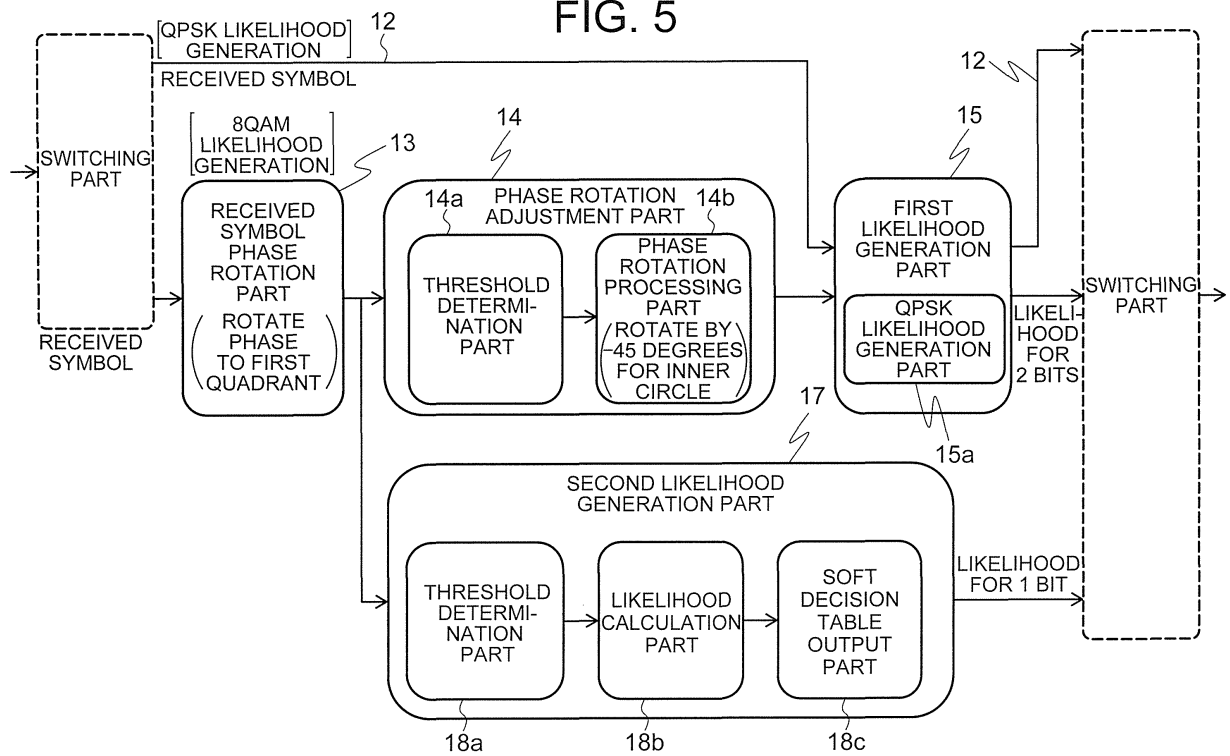 FIG. 5
QPSK LIKELIHOOD
GENERATION
12
RECEIVED SYMBOL
SWITCHING
PART
RECEIVED
SYMBOL
8QAM
LIKELIHOOD
GENERATION
13
RECEIVED
SYMBOL
PHASE
ROTATION
PART
ROTATE
PHASE
TO FIRST
QUADRANT
14
PHASE ROTATION
ADJUSTMENT PART
14a
THRESHOLD
DETERMI-
NATION
PART
14b
PHASE
ROTATION
PROCESSING
PART
ROTATE BY
−45 DEGREES
FOR INNER
CIRCLE
15
FIRST
LIKELIHOOD
GENERATION
PART
QPSK
LIKELIHOOD
GENERATION
PART
15a
12
LIKELI-
HOOD
FOR
2 BITS
SWITCHING
PART
17
SECOND LIKELIHOOD
GENERATION PART
THRESHOLD
DETERMI-
NATION
PART
18a
LIKELIHOOD
CALCULATION
PART
18b
SOFT
DECISION
TABLE
OUTPUT
PART
18c
LIKELIHOOD
FOR 1 BIT